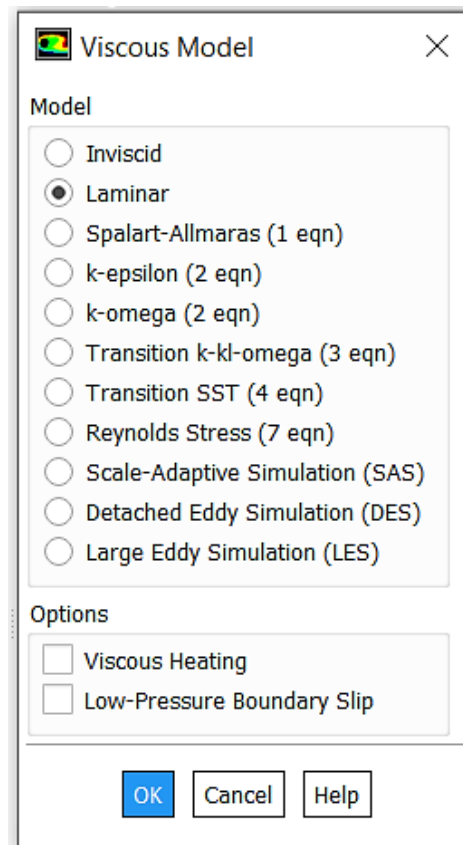 Viscous Model
Model
Inviscid
Laminar
Spalart-Allmaras (1 eqn)
k-epsilon (2 eqn)
k-omega (2 eqn)
Transition k-kl-omega (3 eqn)
Transition SST (4 eqn)
Reynolds Stress (7 eqn)
Scale-Adaptive Simulation (SAS)
Detached Eddy Simulation (DES)
Large Eddy Simulation (LES)
Options
Viscous Heating
Low-Pressure Boundary Slip
OK Cancel Help